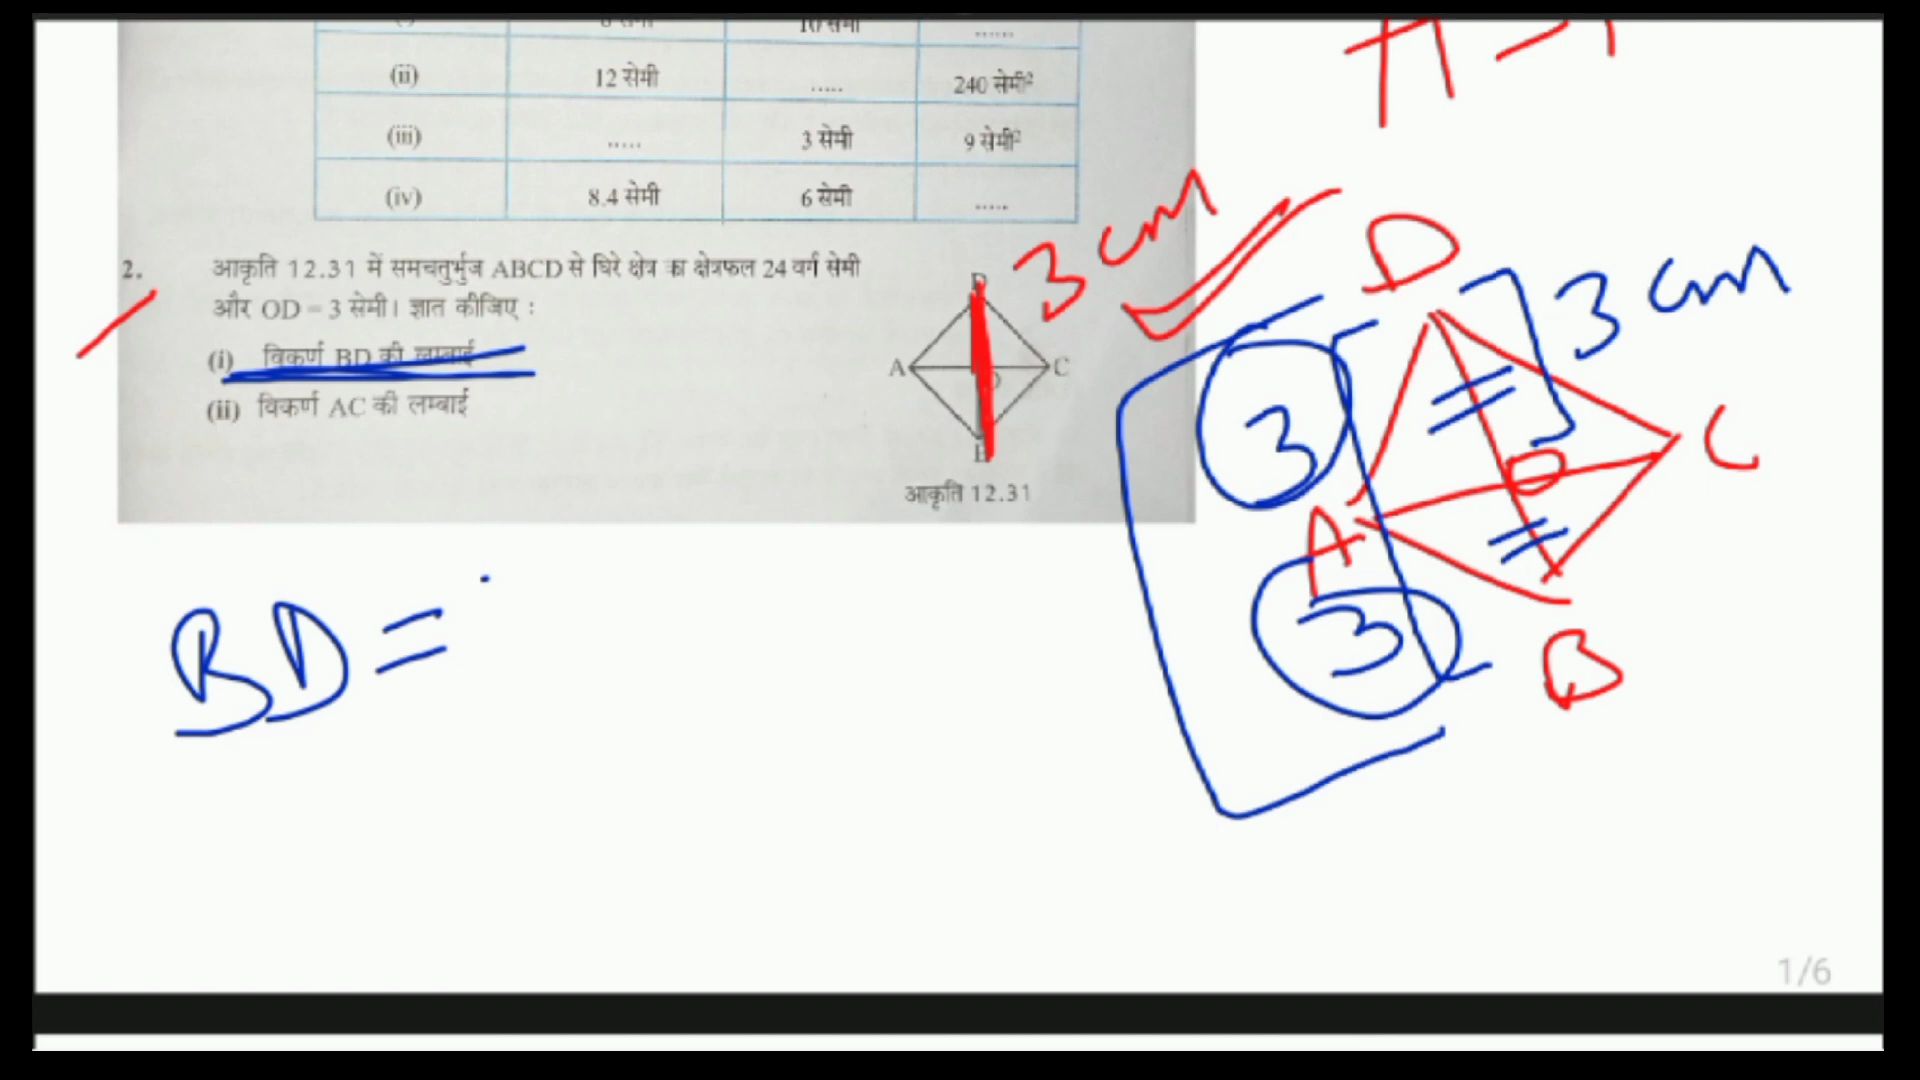 10 सेमी ......
(ii) 12 सेमी ..... 240 सेमी²
(iii) ..... 3 सेमी 9 सेमी²
(iv) 8.4 सेमी 6 सेमी .....
2. आकृति 12.31 में समचतुर्भुज ABCD से घिरे क्षेत्र का क्षेत्रफल 24 वर्ग सेमी
और OD = 3 सेमी। ज्ञात कीजिए :
(i) विकर्ण BD की लम्बाई
(ii) विकर्ण AC की लम्बाई
D
A O C
B
आकृति 12.31
3 cm
D
3 cm
3
C
O
A
3
B
BD =
1/6